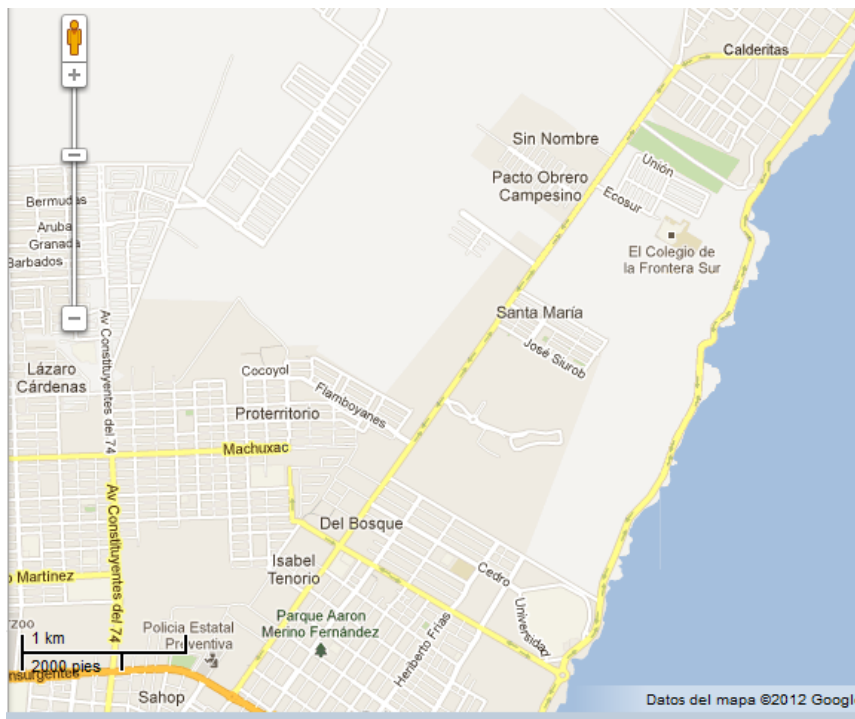 Calderitas
Sin Nombre
Unión
Pacto Obrero
Campesino
Ecosur
Bermudas
Aruba
Granada
Barbados
El Colegio de
la Frontera Sur
Santa María
Av Constituyentes del 74
José Siurob
Lázaro
Cárdenas
Cocoyol
Flamboyanes
Proterritorio
Machuxac
Av Constituyentes del 74
Del Bosque
Isabel
Tenorio
Martínez
Cedro
Universidad
Parque Aaron
Merino Fernández
Heriberto Frías
Policia Estatal
Preventiva
1 km
2000 pies
nsurgentes
Sahop
Datos del mapa ©2012 Google